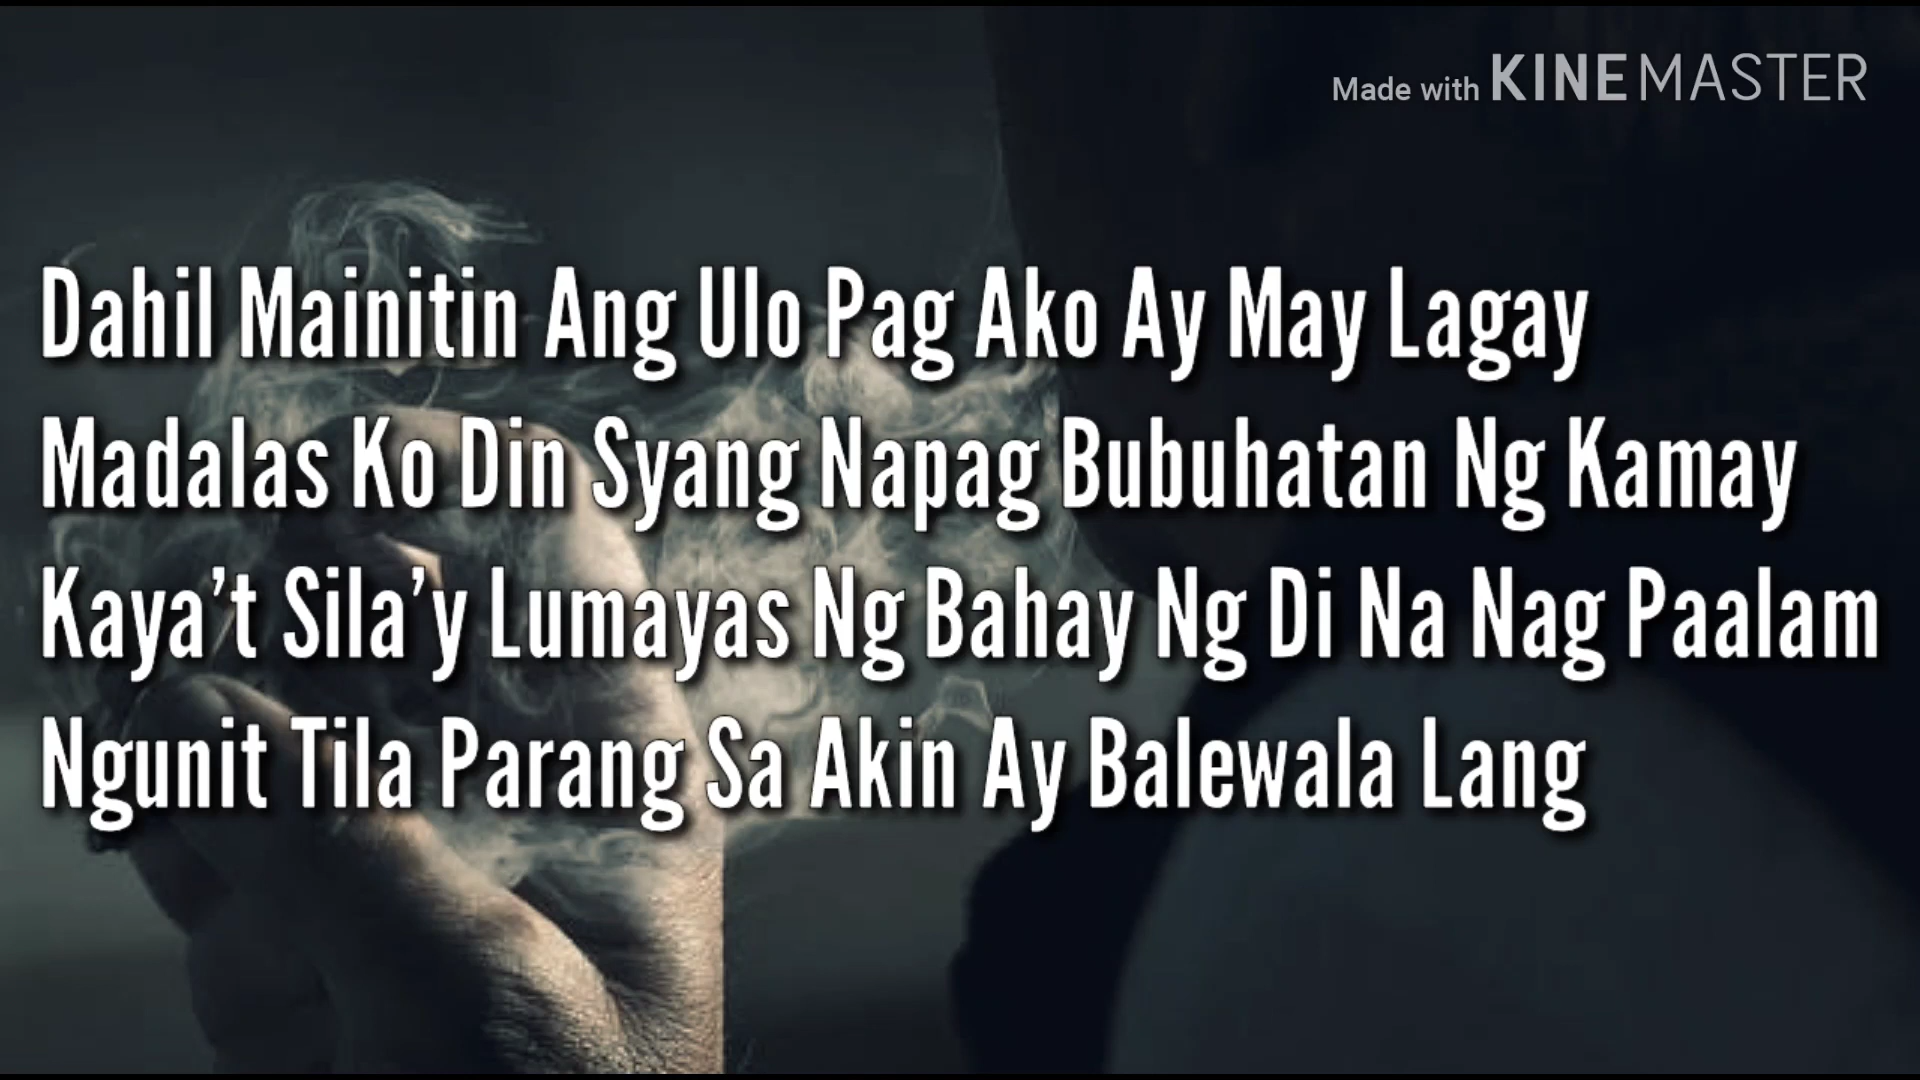 Made with KINEMASTER
Dahil Mainitin Ang Ulo Pag Ako Ay May Lagay
Madalas Ko Din Syang Napag Bubuhatan Ng Kamay
Kaya’t Sila’y Lumayas Ng Bahay Ng Di Na Nag Paalam
Ngunit Tila Parang Sa Akin Ay Balewala Lang